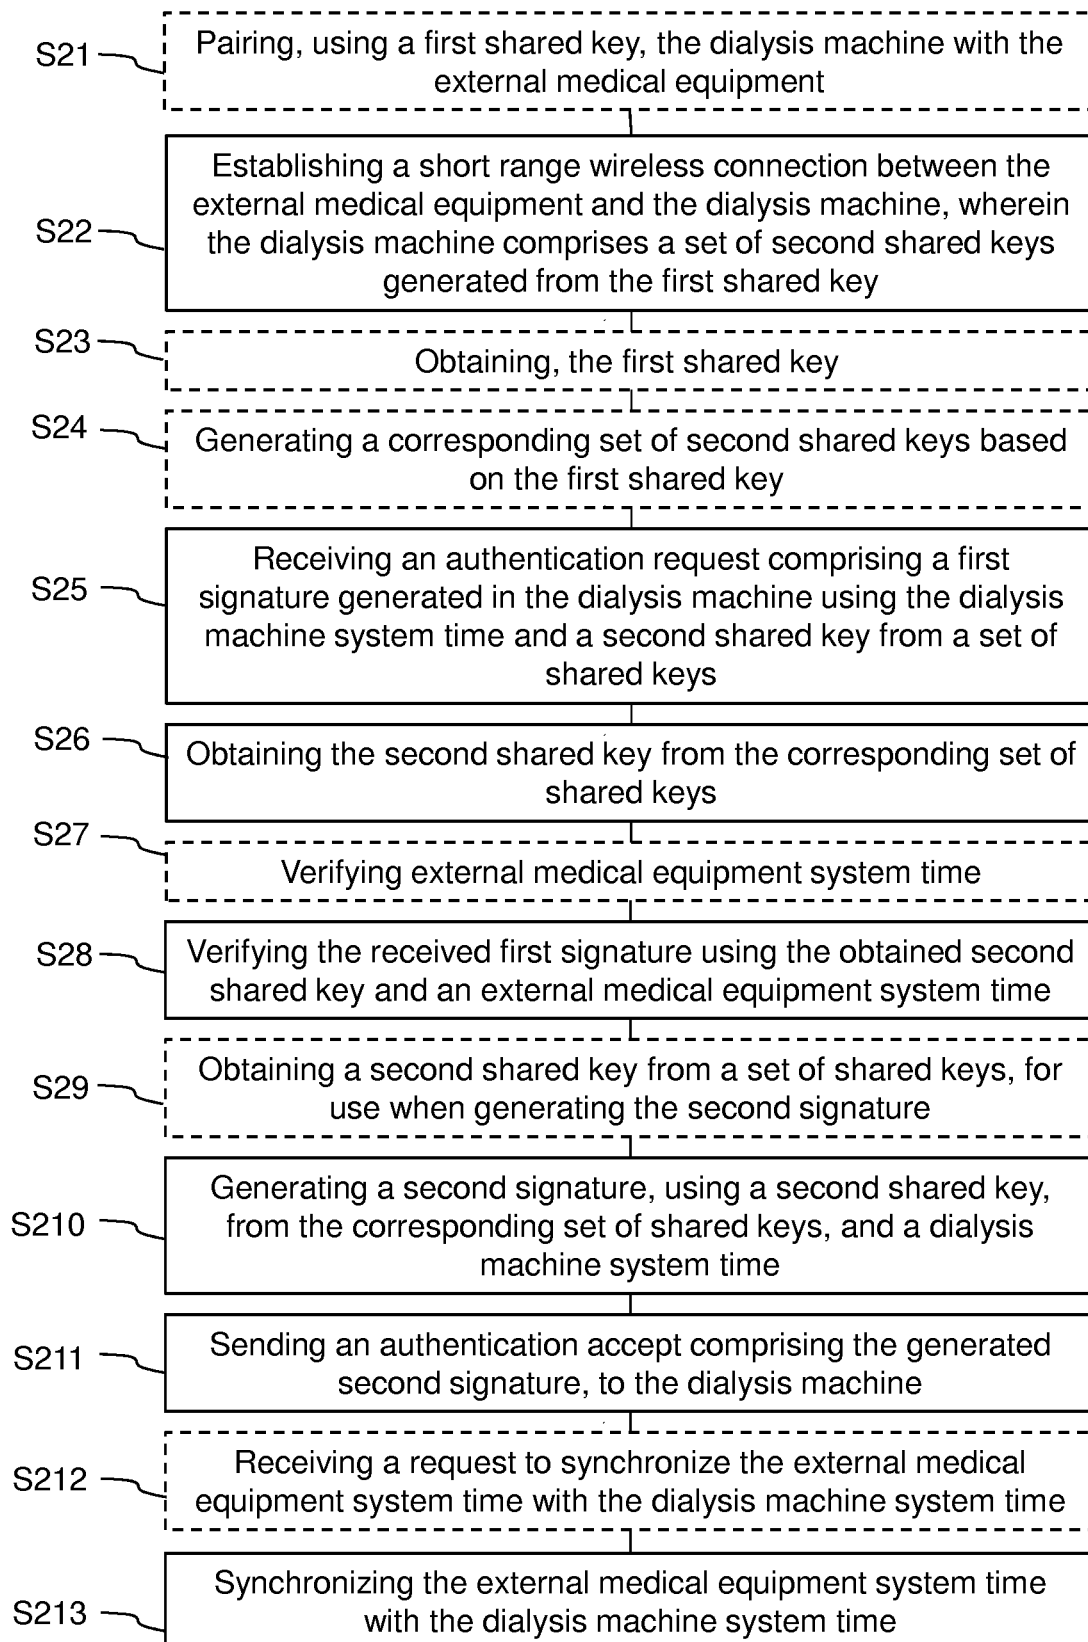 S21
Pairing, using a first shared key, the dialysis machine with the
external medical equipment
S22
Establishing a short range wireless connection between the
external medical equipment and the dialysis machine, wherein
the dialysis machine comprises a set of second shared keys
generated from the first shared key
S23
Obtaining, the first shared key
S24
Generating a corresponding set of second shared keys based
on the first shared key
S25
Receiving an authentication request comprising a first
signature generated in the dialysis machine using the dialysis
machine system time and a second shared key from a set of
shared keys
S26
Obtaining the second shared key from the corresponding set of
shared keys
S27
Verifying external medical equipment system time
S28
Verifying the received first signature using the obtained second
shared key and an external medical equipment system time
S29
Obtaining a second shared key from a set of shared keys, for
use when generating the second signature
S210
Generating a second signature, using a second shared key,
from the corresponding set of shared keys, and a dialysis
machine system time
S211
Sending an authentication accept comprising the generated
second signature, to the dialysis machine
S212
Receiving a request to synchronize the external medical
equipment system time with the dialysis machine system time
S213
Synchronizing the external medical equipment system time
with the dialysis machine system time